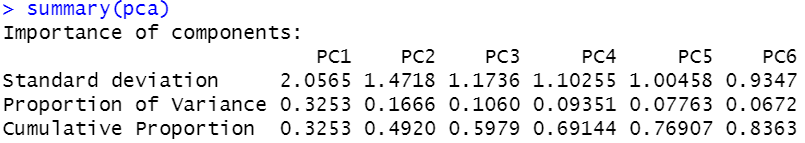 > summary(pca)
Importance of components:
PC1 PC2 PC3 PC4 PC5 PC6
Standard deviation 2.0565 1.4718 1.1736 1.10255 1.00458 0.9347
Proportion of Variance 0.3253 0.1666 0.1060 0.09351 0.07763 0.0672
Cumulative Proportion 0.3253 0.4920 0.5979 0.69144 0.76907 0.8363